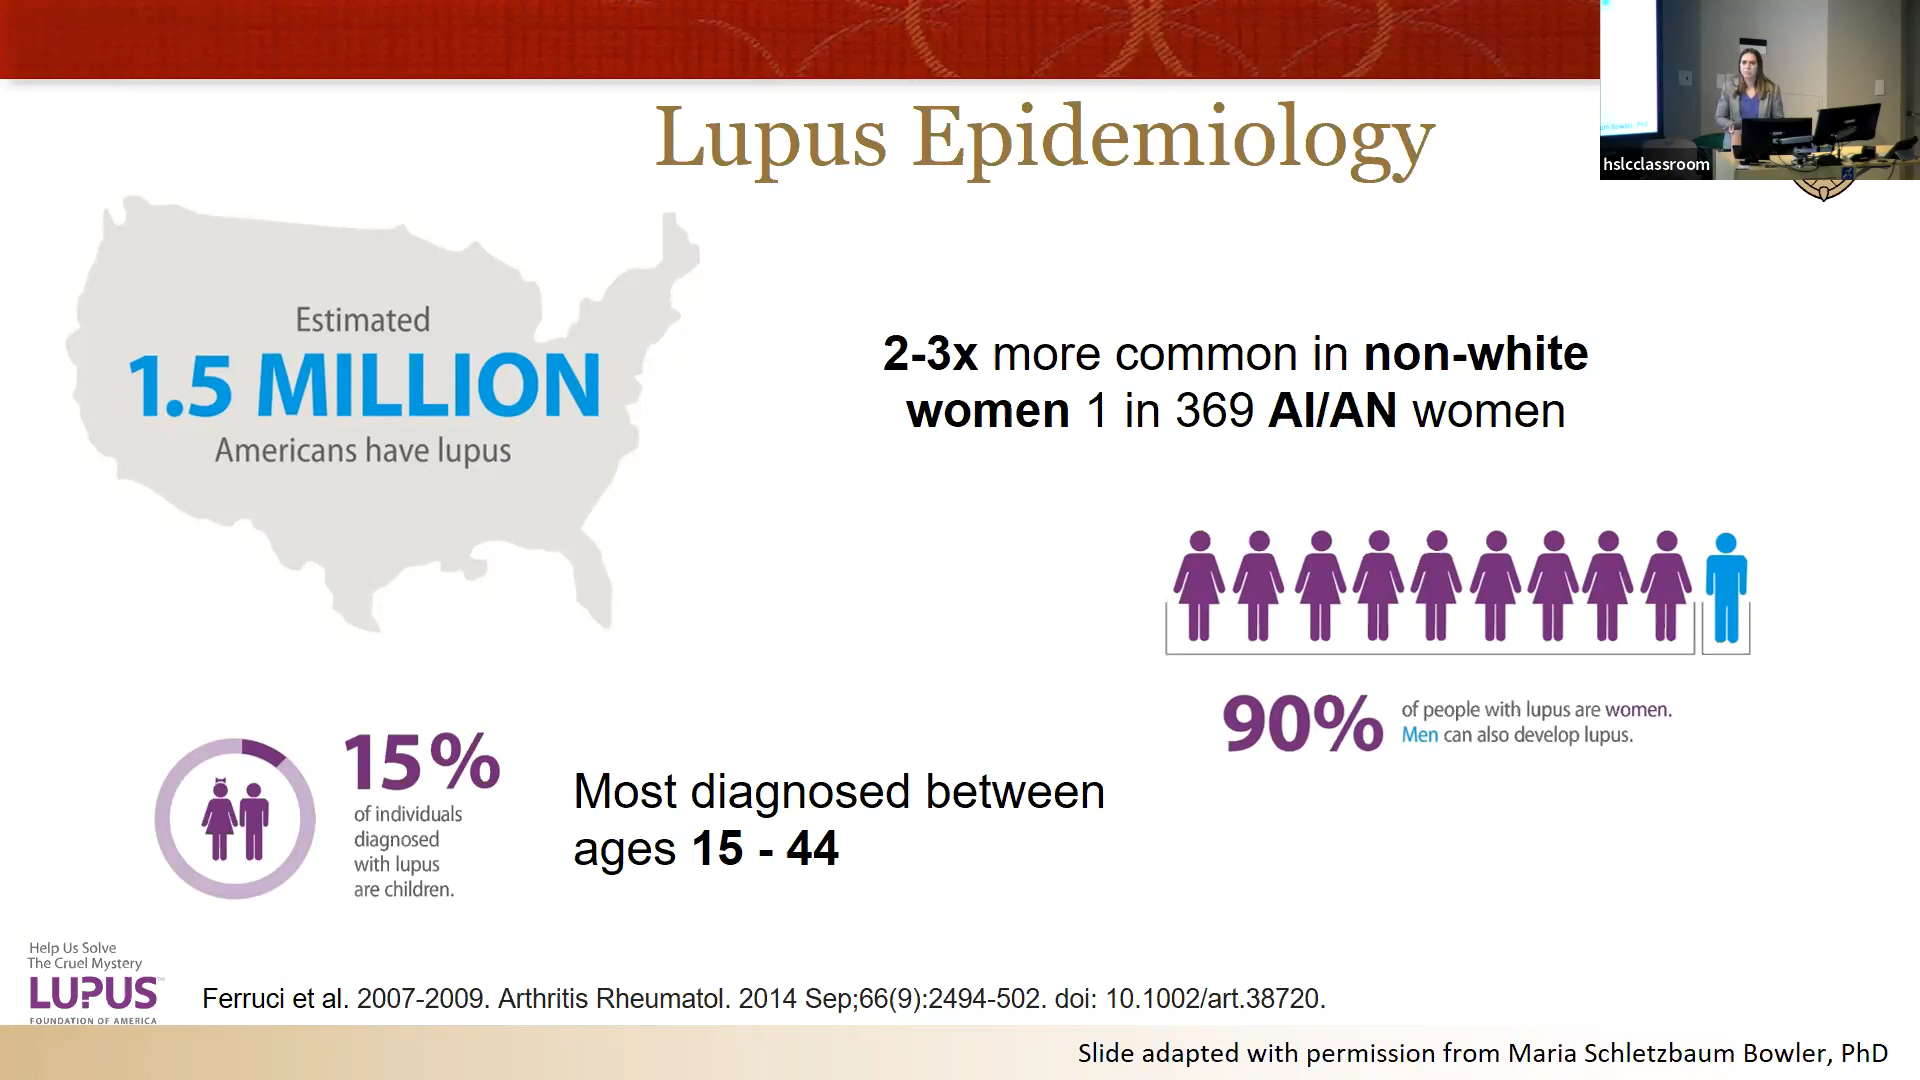 Lupus Epidemiology
hslcclassroom
Estimated
1.5 MILLION
Americans have lupus
2-3x more common in non-white
women 1 in 369 AI/AN women
90%
of people with lupus are women.
Men can also develop lupus.
15%
of individuals
diagnosed
with lupus
are children.
Most diagnosed between
ages 15 - 44
Help Us Solve
The Cruel Mystery
LUPUS™
FOUNDATION OF AMERICA
Ferruci et al. 2007-2009. Arthritis Rheumatol. 2014 Sep;66(9):2494-502. doi: 10.1002/art.38720.
Slide adapted with permission from Maria Schletzbaum Bowler, PhD